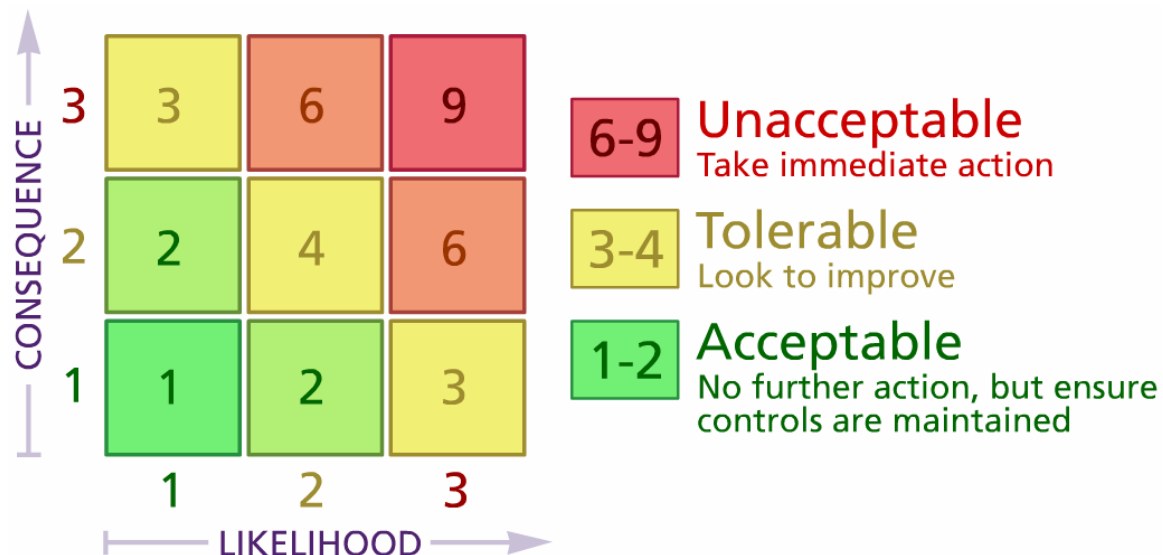 CONSEQUENCE
3 3 6 9
2 2 4 6
1 1 2 3
1 2 3
LIKELIHOOD
6-9 Unacceptable
Take immediate action
3-4 Tolerable
Look to improve
1-2 Acceptable
No further action, but ensure
controls are maintained